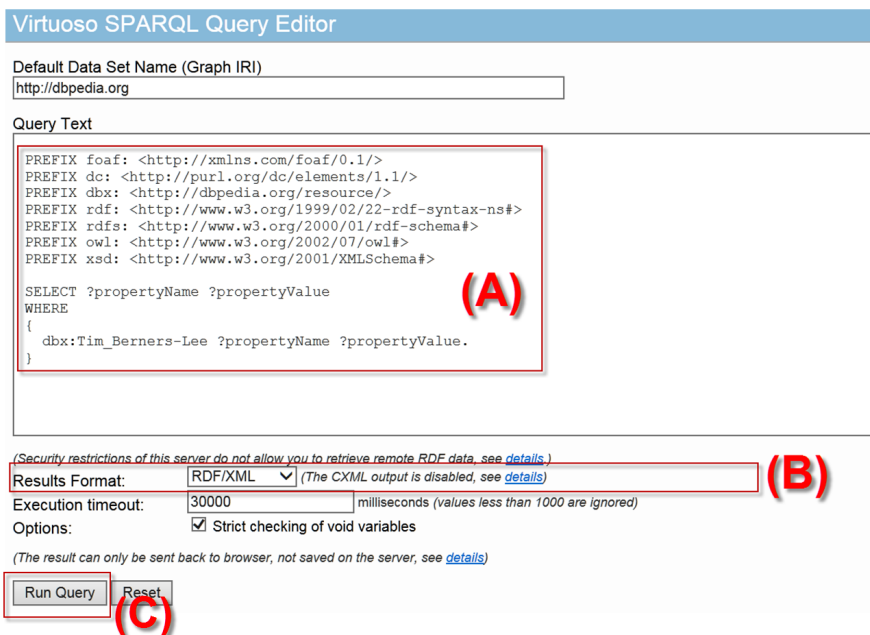 Virtuoso SPARQL Query Editor
Default Data Set Name (Graph IRI)
http://dbpedia.org
Query Text
PREFIX foaf: <http://xmlns.com/foaf/0.1/>
PREFIX dc: <http://purl.org/dc/elements/1.1/>
PREFIX dbx: <http://dbpedia.org/resource/>
PREFIX rdf: <http://www.w3.org/1999/02/22-rdf-syntax-ns#>
PREFIX rdfs: <http://www.w3.org/2000/01/rdf-schema#>
PREFIX owl: <http://www.w3.org/2002/07/owl#>
PREFIX xsd: <http://www.w3.org/2001/XMLSchema#>
SELECT ?propertyName ?propertyValue
WHERE
{
dbx:Tim_Berners-Lee ?propertyName ?propertyValue.
}
(A)
(Security restrictions of this server do not allow you to retrieve remote RDF data, see details.)
Results Format: RDF/XML (The CXML output is disabled, see details)
(B)
Execution timeout: 30000 milliseconds (values less than 1000 are ignored)
Options: Strict checking of void variables
(The result can only be sent back to browser, not saved on the server, see details)
Run Query Reset
(C)